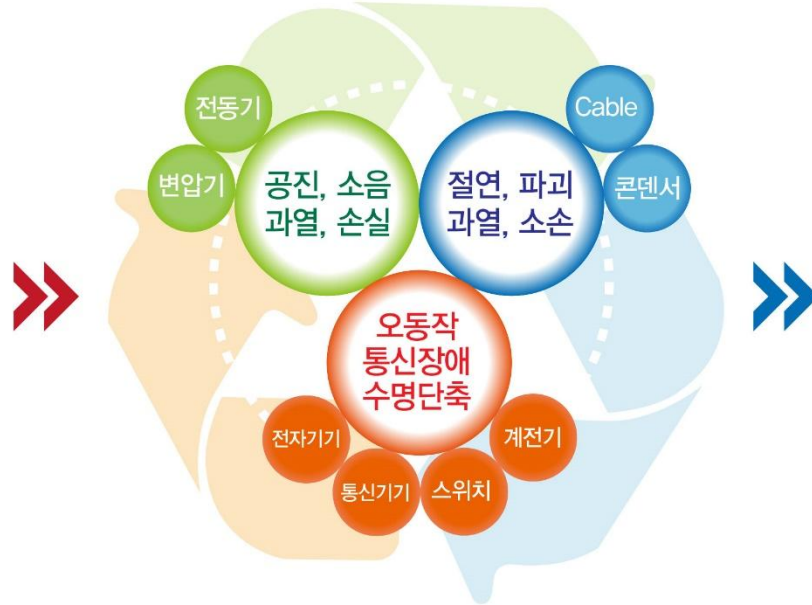 전동기
변압기
공진, 소음
과열, 손실
Cable
콘덴서
절연, 파괴
과열, 소손
오동작
통신장애
수명단축
전자기기
통신기기
스위치
계전기